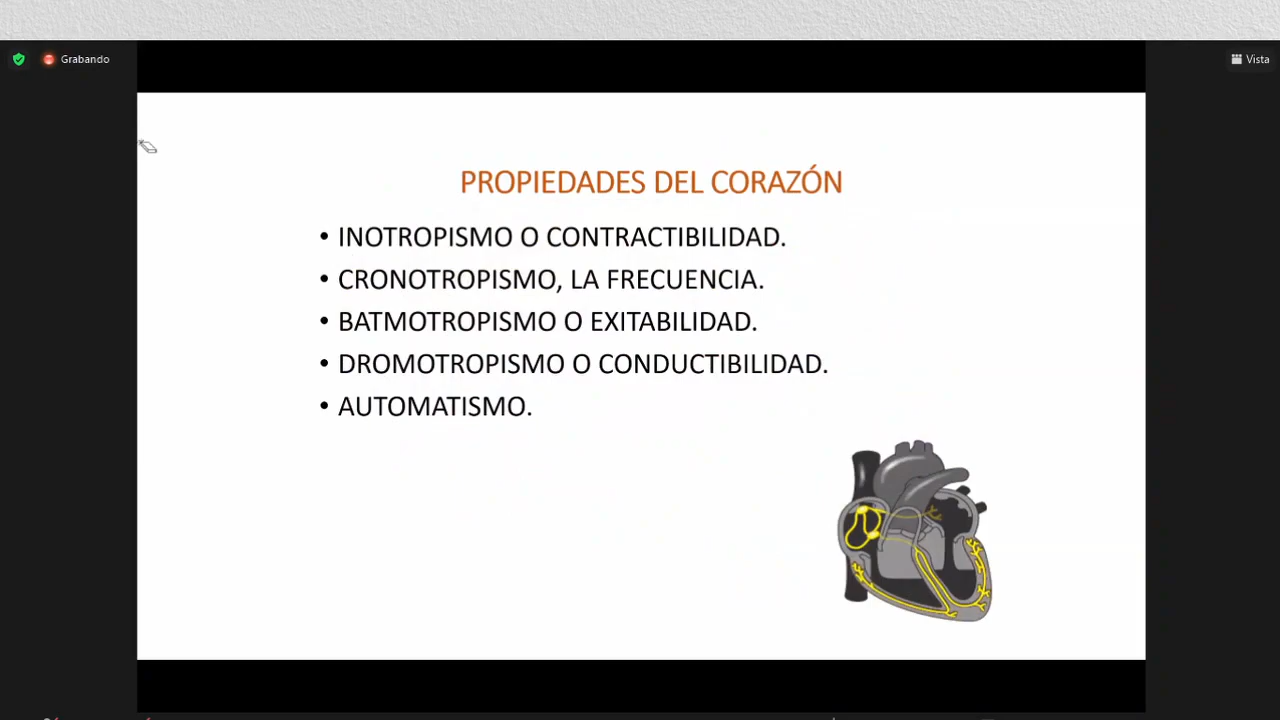 Grabando
Vista
PROPIEDADES DEL CORAZÓN
• INOTROPISMO O CONTRACTIBILIDAD.
• CRONOTROPISMO, LA FRECUENCIA.
• BATMOTROPISMO O EXITABILIDAD.
• DROMOTROPISMO O CONDUCTIBILIDAD.
• AUTOMATISMO.